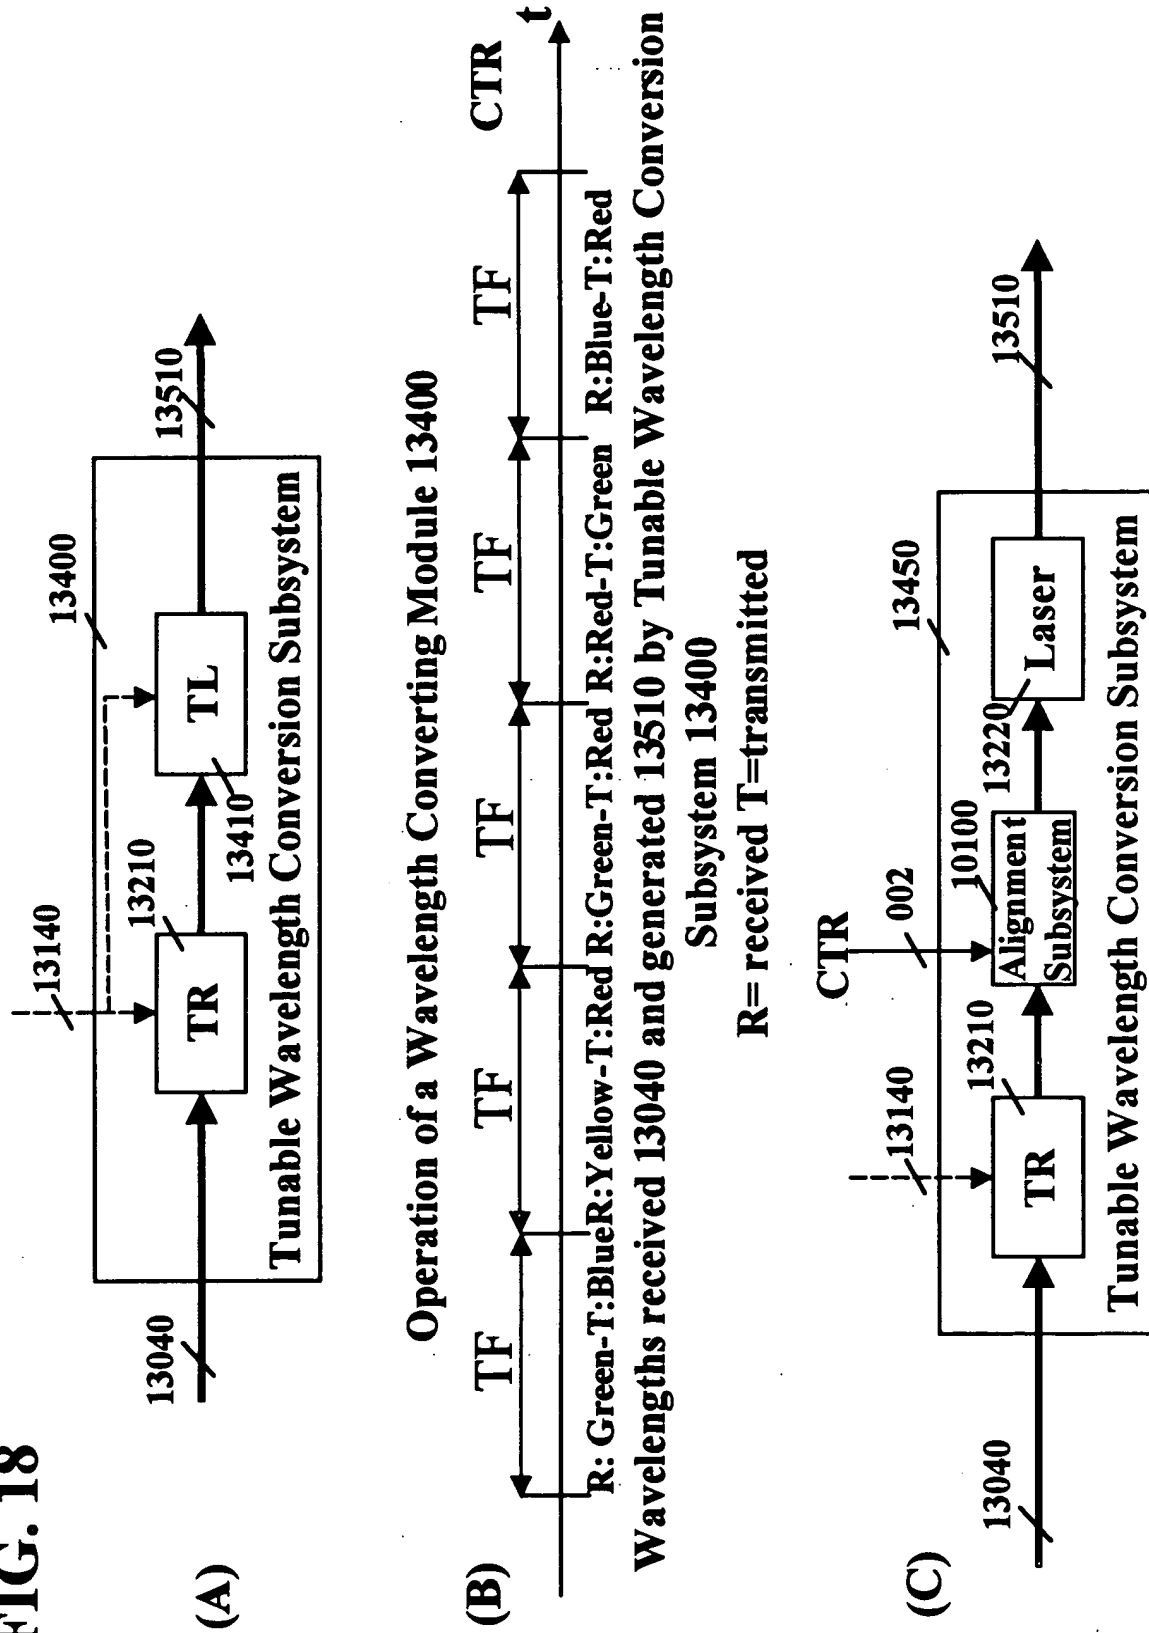 FIG. 18
(A)
13040
13140
13210
13400
13410
13510
TR
TL
Tunable Wavelength Conversion Subsystem
Operation of a Wavelength Converting Module 13400
(B)
TF TF TF TF TF CTR t
R: Green-T:Blue R:Yellow-T:Red R:Green-T:Red R:Red-T:Green R:Blue-T:Red
Wavelengths received 13040 and generated 13510 by Tunable Wavelength Conversion
Subsystem 13400
R= received T=transmitted
(C)
CTR
13040
13140
13210
002
10100
13220
13450
13510
TR
Alignment
Subsystem
Laser
Tunable Wavelength Conversion Subsystem